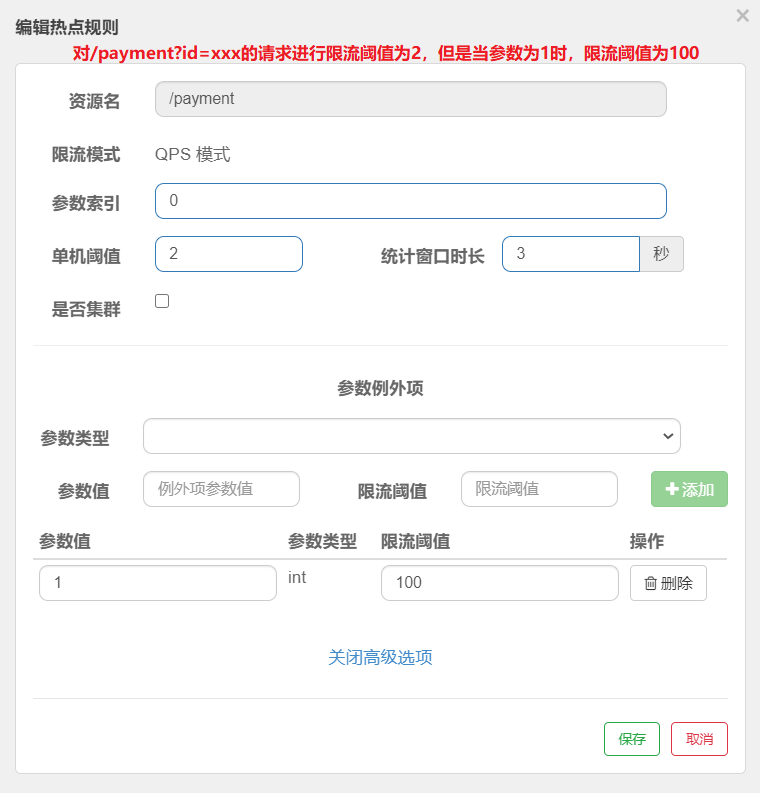 编辑热点规则
×
对/payment?id=xxx的请求进行限流阈值为2，但是当参数为1时，限流阈值为100
资源名 /payment
限流模式 QPS 模式
参数索引 0
单机阈值 2 统计窗口时长 3 秒
是否集群
参数例外项
参数类型
参数值 例外项参数值 限流阈值 限流阈值 +添加
参数值 参数类型 限流阈值 操作
1 int 100 删除
关闭高级选项
保存 取消